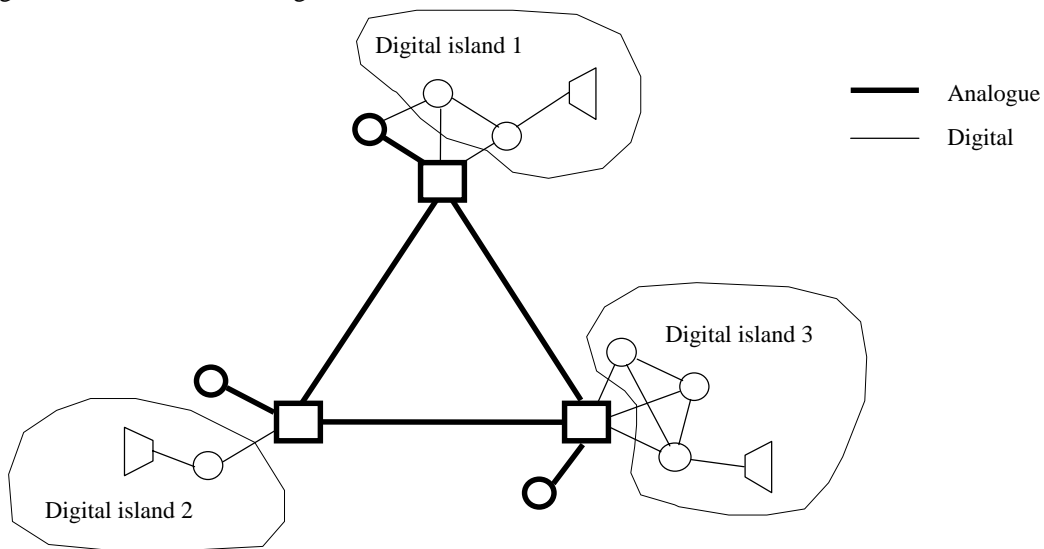 Digital island 1
Analogue
Digital
Digital island 3
Digital island 2